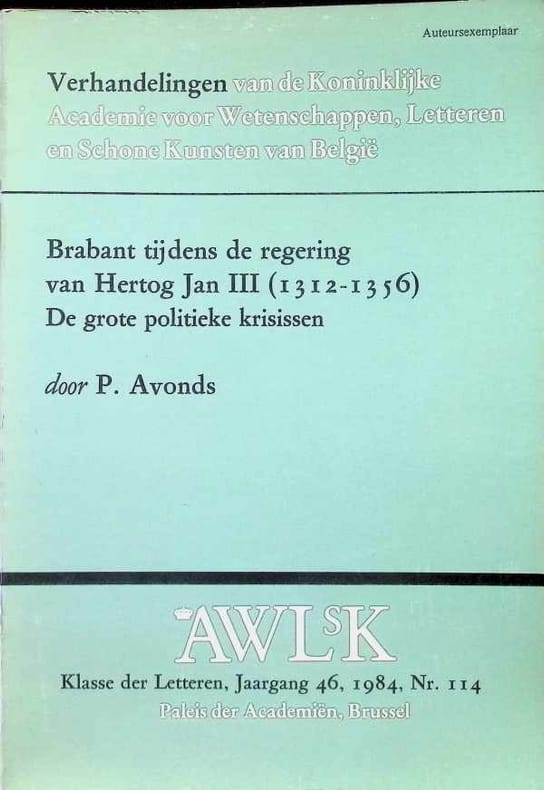 Auteursexemplaar
Verhandelingen van de Koninklijke
Academie voor Wetenschappen, Letteren
en Schone Kunsten van België
Brabant tijdens de regering
van Hertog Jan III (1312-1356)
De grote politieke krisissen
door P. Avonds
AWLSK
Klasse der Letteren, Jaargang 46, 1984, Nr. 114
Paleis der Academiën, Brussel